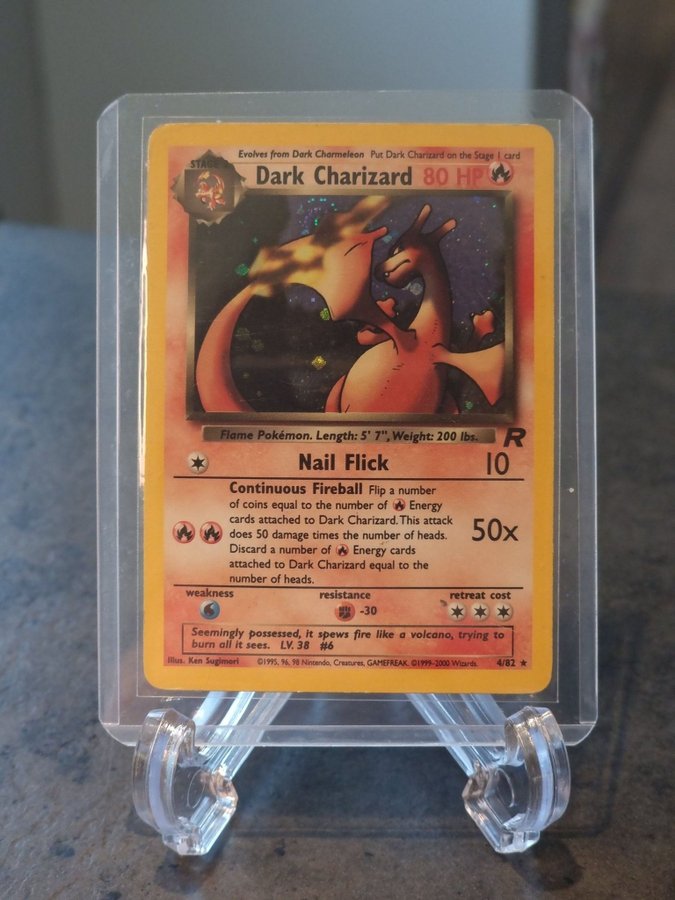 Evolves from Dark Charmeleon Put Dark Charizard on the Stage 1 card
STAGE 2
Dark Charizard 80 HP
Flame Pokémon. Length: 5' 7", Weight: 200 lbs.
R
Nail Flick 10
Continuous Fireball Flip a number
of coins equal to the number of Energy
cards attached to Dark Charizard. This attack
does 50 damage times the number of heads.
Discard a number of Energy cards
attached to Dark Charizard equal to the
number of heads.
50x
weakness resistance retreat cost
-30
Seemingly possessed, it spews fire like a volcano, trying to
burn all it sees. LV. 38 #6
Illus. Ken Sugimori ©1995, 96, 98 Nintendo, Creatures, GAMEFREAK. ©1999-2000 Wizards. 4/82